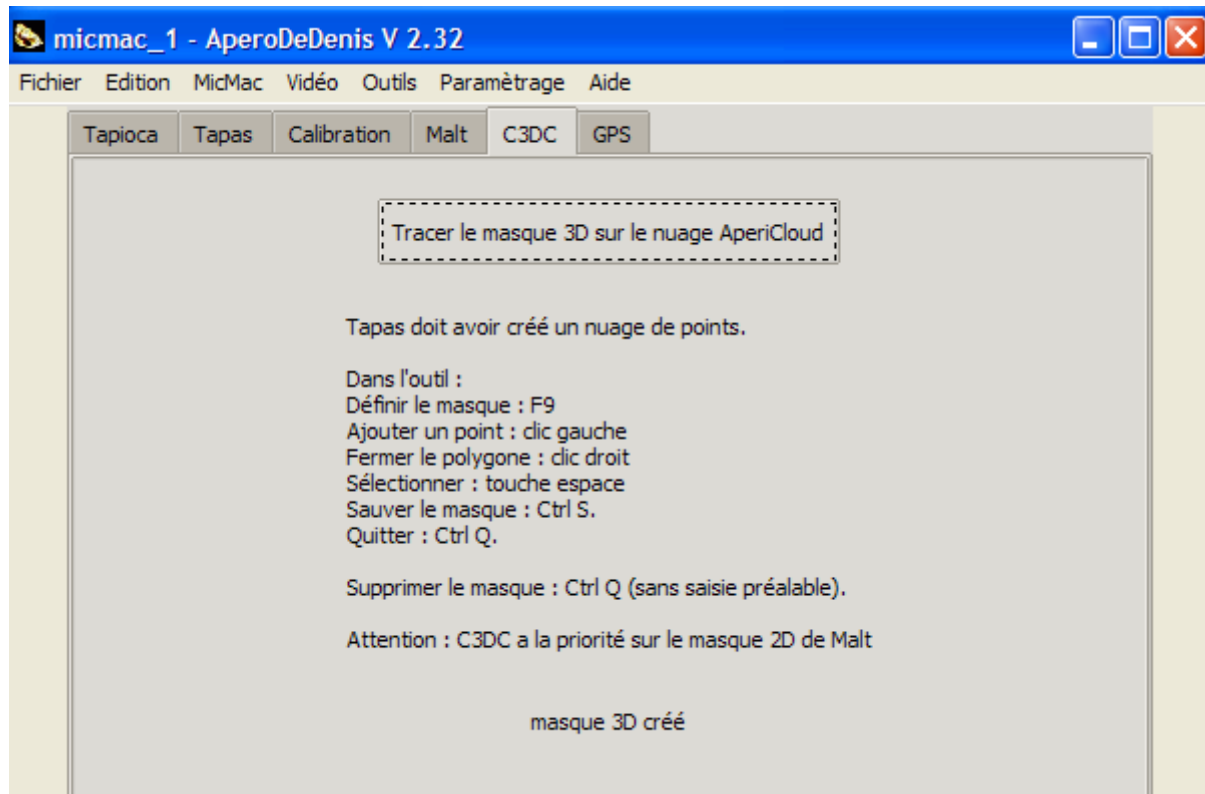 micmac_1 - AperoDeDenis V 2.32
Fichier Edition MicMac Vidéo Outils Paramètrage Aide
Tapioca Tapas Calibration Malt C3DC GPS
Tracer le masque 3D sur le nuage AperiCloud
Tapas doit avoir créé un nuage de points.
Dans l'outil :
Définir le masque : F9
Ajouter un point : clic gauche
Fermer le polygone : clic droit
Sélectionner : touche espace
Sauver le masque : Ctrl S.
Quitter : Ctrl Q.
Supprimer le masque : Ctrl Q (sans saisie préalable).
Attention : C3DC a la priorité sur le masque 2D de Malt
masque 3D créé